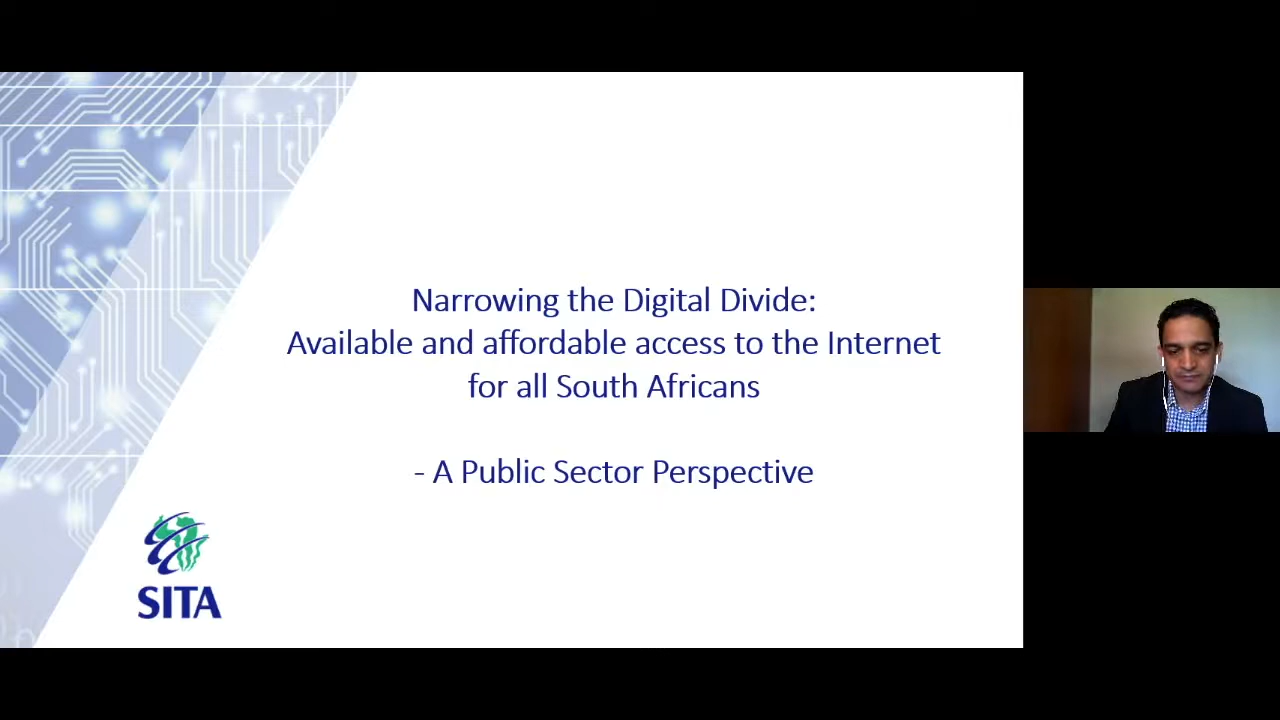 Narrowing the Digital Divide:
Available and affordable access to the Internet
for all South Africans
- A Public Sector Perspective
SITA